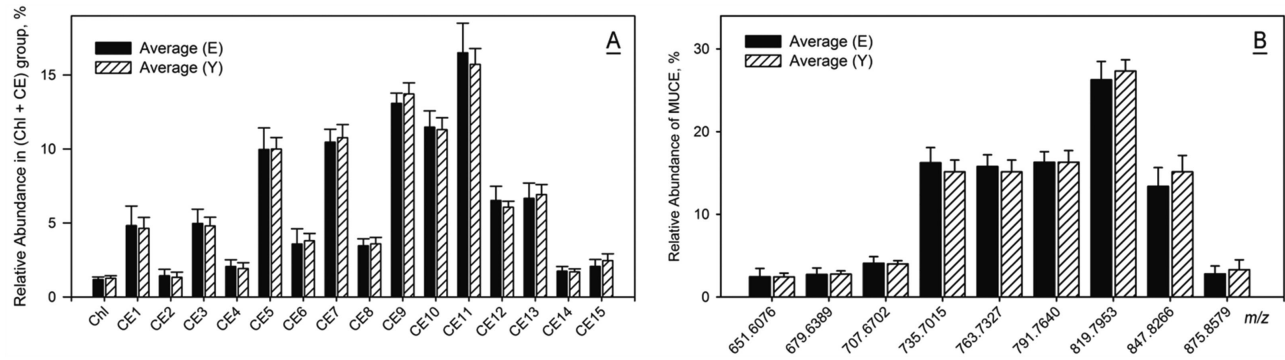 A
Average (E)
Average (Y)
Relative Abundance in (Chl + CE) group, %
15
10
5
0
Chl
CE1
CE2
CE3
CE4
CE5
CE6
CE7
CE8
CE9
CE10
CE11
CE12
CE13
CE14
CE15
B
Average (E)
Average (Y)
Relative Abundance of MUCE, %
30
20
10
0
651.6076
679.6389
707.6702
735.7015
763.7327
791.7640
819.7953
847.8266
875.8579
m/z